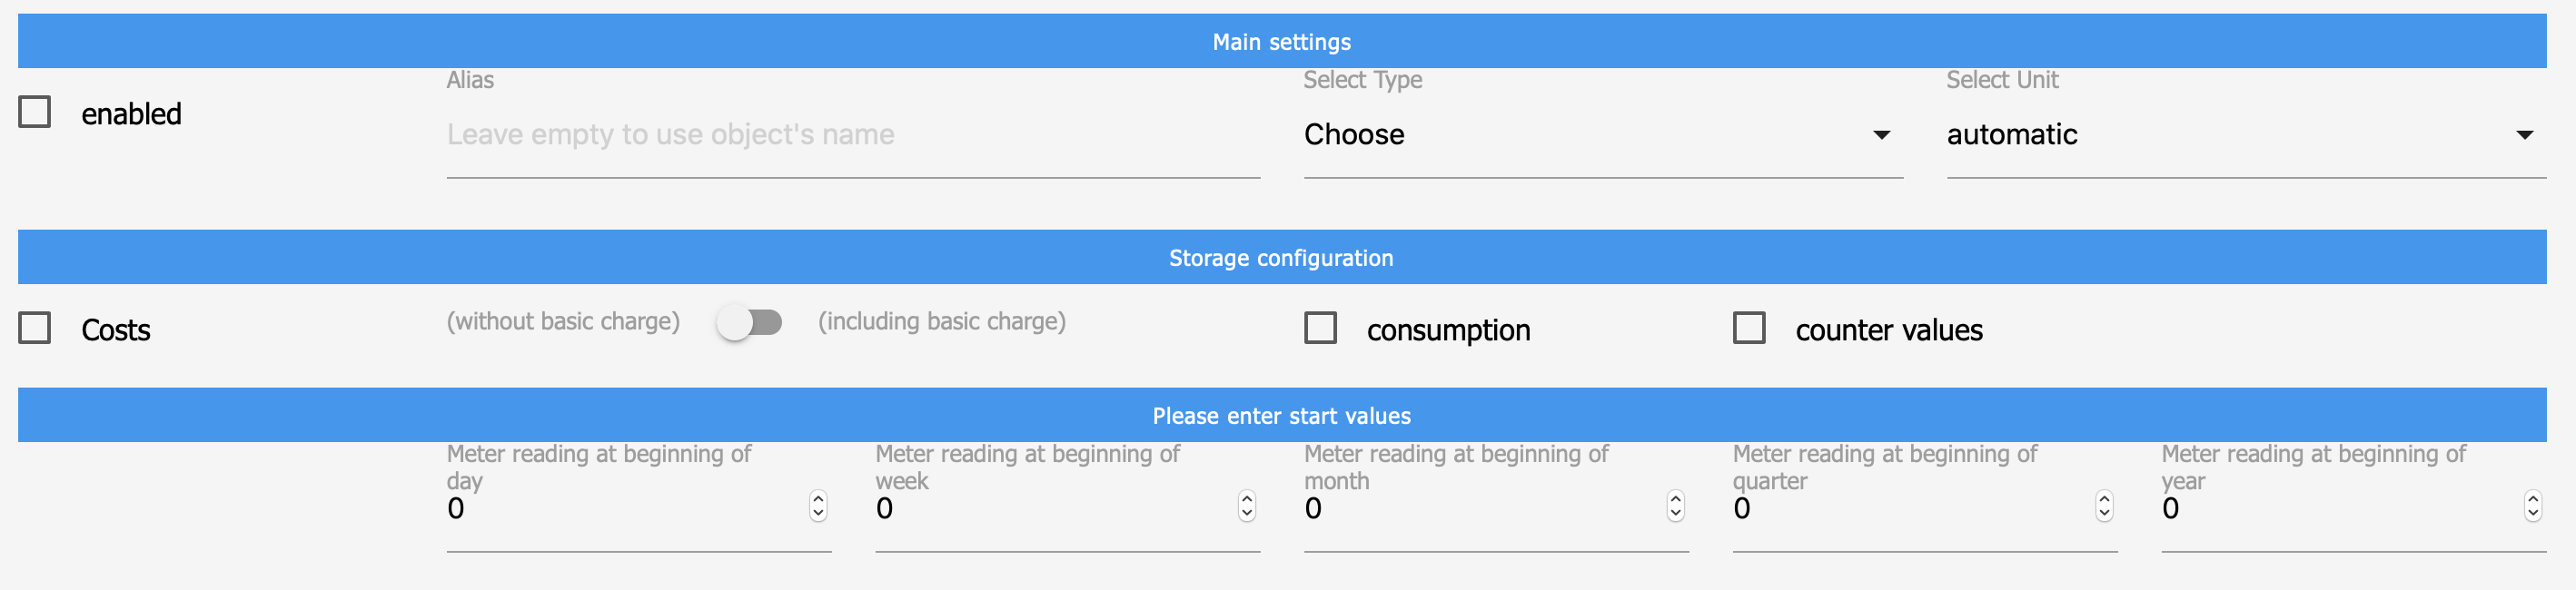 Main settings
Alias
Select Type
Select Unit
enabled
Leave empty to use object's name
Choose
automatic
Storage configuration
Costs
(without basic charge)
(including basic charge)
consumption
counter values
Please enter start values
Meter reading at beginning of
day
0
Meter reading at beginning of
week
0
Meter reading at beginning of
month
0
Meter reading at beginning of
quarter
0
Meter reading at beginning of
year
0